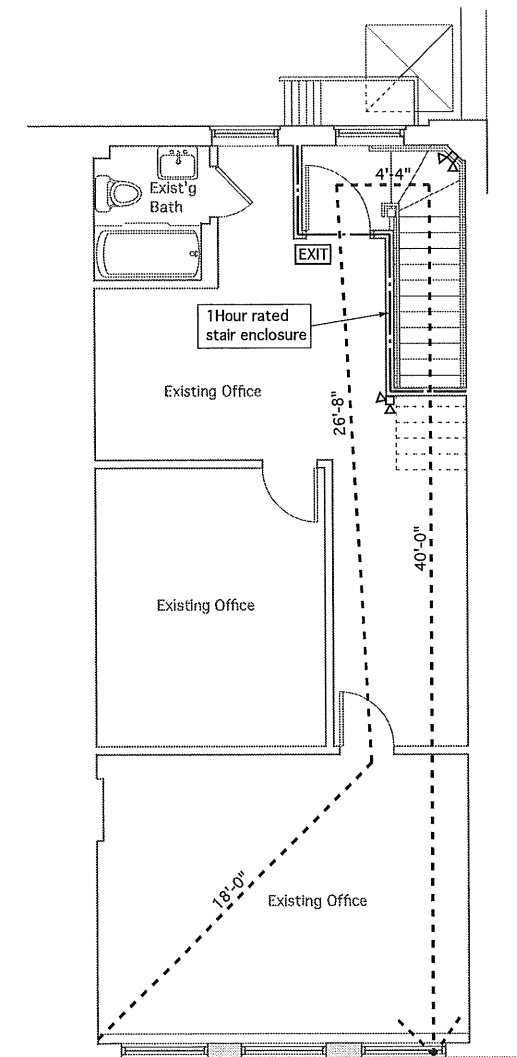 4'-4"
Exist'g
Bath
EXIT
1Hour rated
stair enclosure
Existing Office
26'-8"
40'-0"
Existing Office
18'-0"
Existing Office